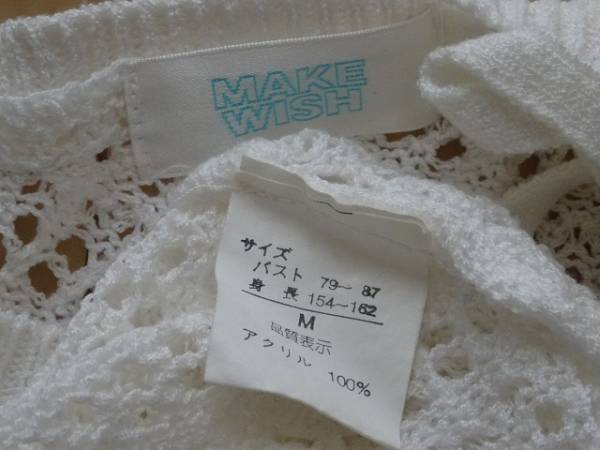 MAKE
WISH
サイズ
バスト 79～87
身長 154～162
M
品質表示
アクリル 100%